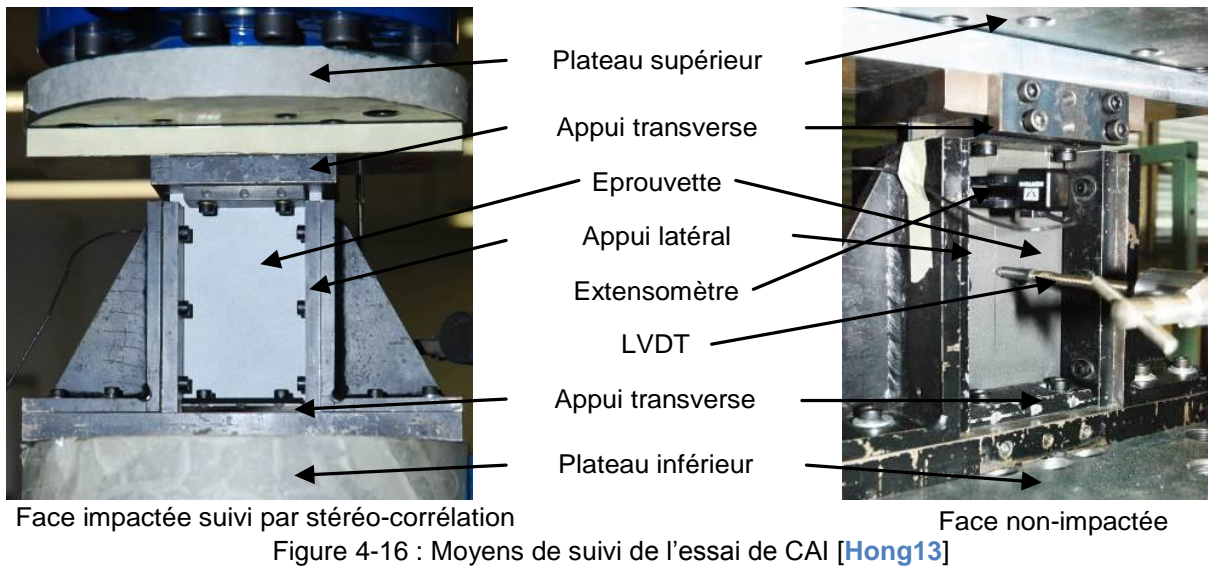 Plateau supérieur
Appui transverse
Eprouvette
Appui latéral
Extensomètre
LVDT
Appui transverse
Plateau inférieur
Face impactée suivi par stéréo-corrélation
Face non-impactée
Figure 4-16 : Moyens de suivi de l’essai de CAI [Hong13]